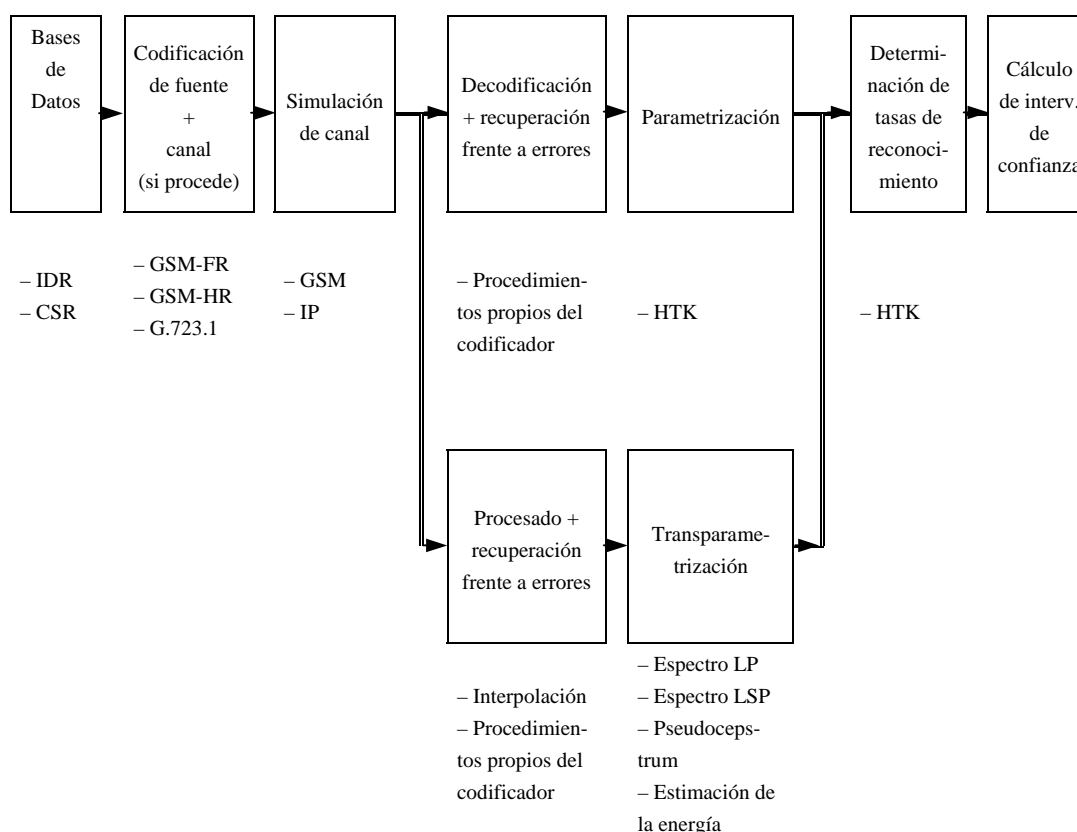 Bases
de
Datos
Codificación
de fuente
+
canal
(si procede)
Simulación
de canal
Decodificación
+ recuperación
frente a errores
Parametrización
Determi-
nación de
tasas de
reconoci-
miento
Cálculo
de interv.
de
confianza
– IDR
– CSR
– GSM-FR
– GSM-HR
– G.723.1
– GSM
– IP
– Procedimien-
tos propios del
codificador
– HTK
– HTK
Procesado +
recuperación
frente a errores
Transparame-
trización
– Interpolación
– Procedimien-
tos propios del
codificador
– Espectro LP
– Espectro LSP
– Pseudoceps-
trum
– Estimación de
la energía